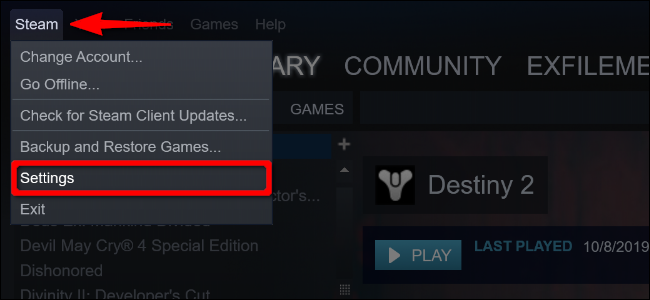 Steam Friends Games Help
Change Account...
Go Offline...
ARY COMMUNITY EXFILEME
Check for Steam Client Updates...
GAMES
Backup and Restore Games...
Settings
Destiny 2
ctor's...
Exit
Devil May Cry® 4 Special Edition
PLAY LAST PLAYED 10/8/2019
Dishonored
Divinity II: Developer's Cut